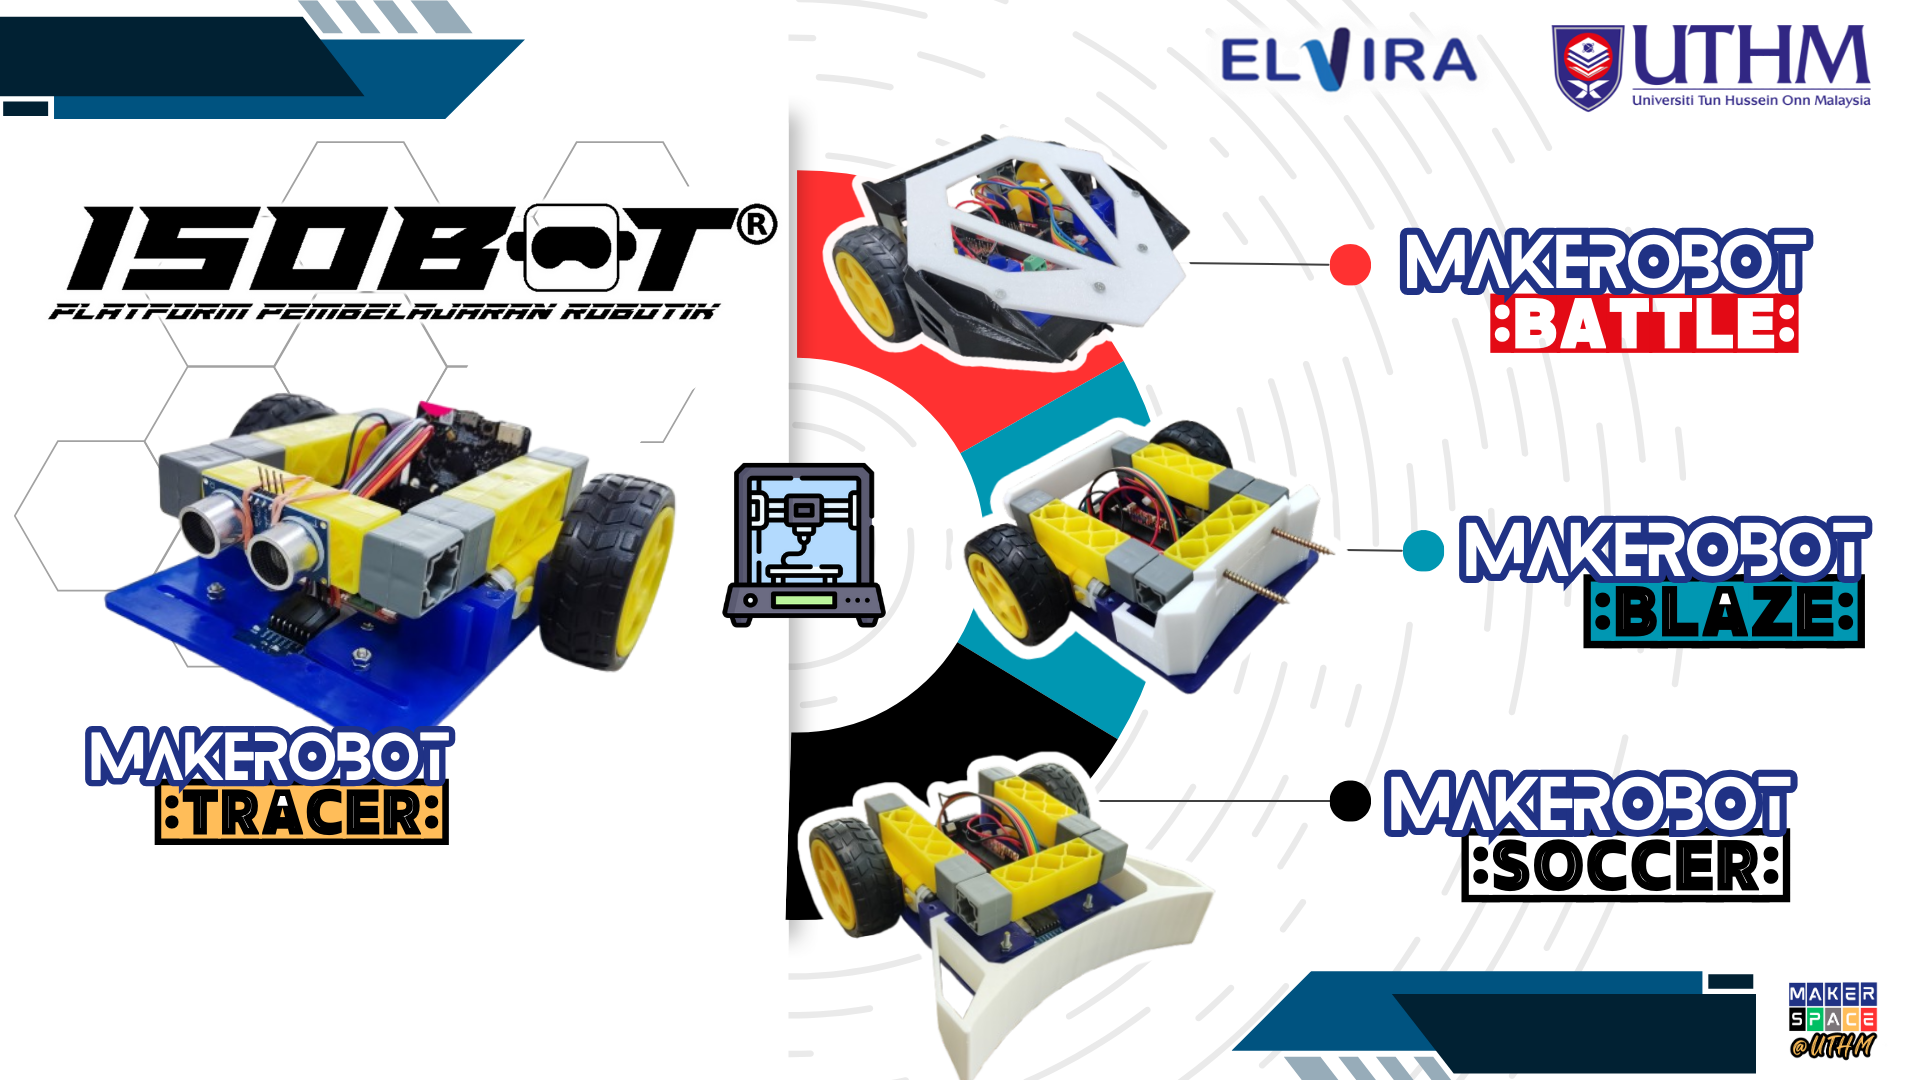 ELVIRA
UTHM
Universiti Tun Hussein Onn Malaysia
ISOBOT®
PLATFORM PEMBELAJARAN ROBOTIK
MAKEROBOT
:BATTLE:
MAKEROBOT
:BLAZE:
MAKEROBOT
:TRACER:
MAKEROBOT
:SOCCER:
MAKER
SPACE
@UTHM